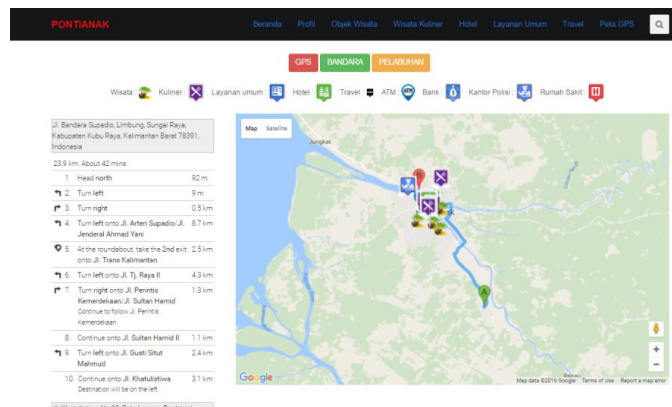 PONTIANAK
Beranda Profil Objek Wisata Wisata Kuliner Hotel Layanan Umum Travel Peta GPS
GPS BANDARA PELABUHAN
Wisata : Kuliner : Layanan umum : Hotel : Travel : ATM : ATM Bank : Kantor Polisi : Rumah Sakit : H
Jl. Bandara Supadio, Limbung, Sungai Raya,
Kabupaten Kubu Raya, Kalimantan Barat 78391,
Indonesia
23.9 km. About 42 mins
1. Head north 92 m
2. Turn left 9 m
3. Turn right 0.5 km
4. Turn left onto Jl. Arteri Supadio/Jl. 8.7 km
Jenderal Ahmad Yani
5. At the roundabout, take the 2nd exit 2.5 km
onto Jl. Trans Kalimantan
6. Turn left onto Jl. Tj. Raya II 4.3 km
7. Turn right onto Jl. Perintis 1.3 km
Kemerdekaan/Jl. Sultan Hamid
Continue to follow Jl. Perintis
Kemerdekaan
8. Continue onto Jl. Sultan Hamid II 1.1 km
9. Turn left onto Jl. Gusti Situt 2.4 km
Mahmud
10. Continue onto Jl. Khatulistiwa 3.1 km
Destination will be on the left
Map Satellite
Jungkat
B
A
+
−
Google
Map data ©2016 Google Terms of Use Report a map error